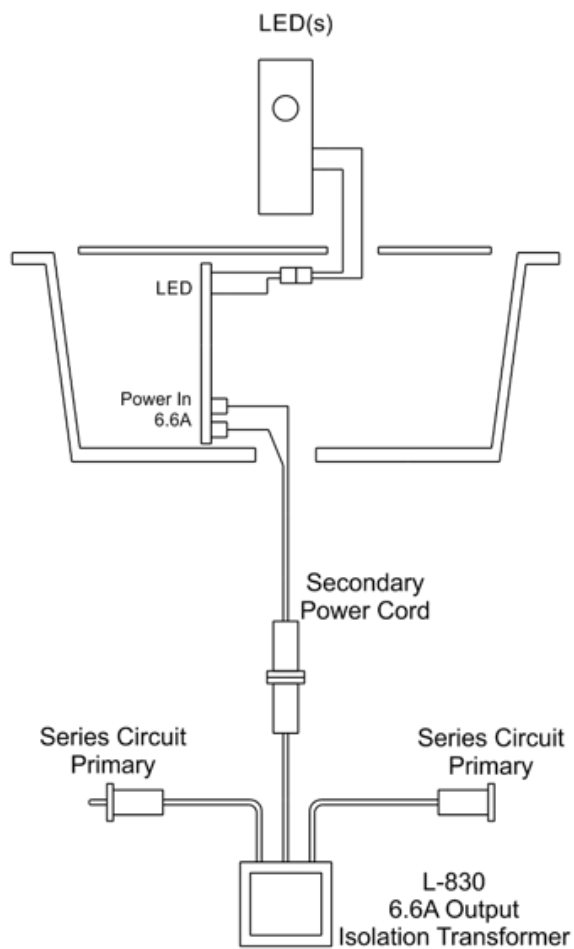 LED(s)
LED
Power In
6.6A
Secondary
Power Cord
Series Circuit
Primary
Series Circuit
Primary
L-830
6.6A Output
Isolation Transformer